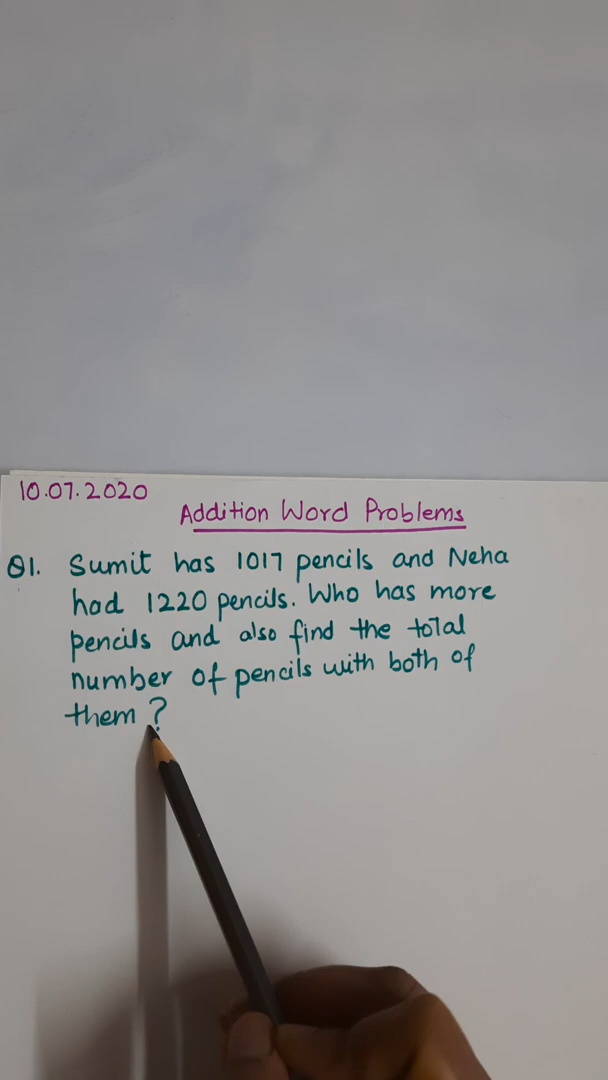 10.07.2020
Addition Word Problems
Q1. Sumit has 1017 pencils and Neha
had 1220 pencils. Who has more
pencils and also find the total
number of pencils with both of
them ?